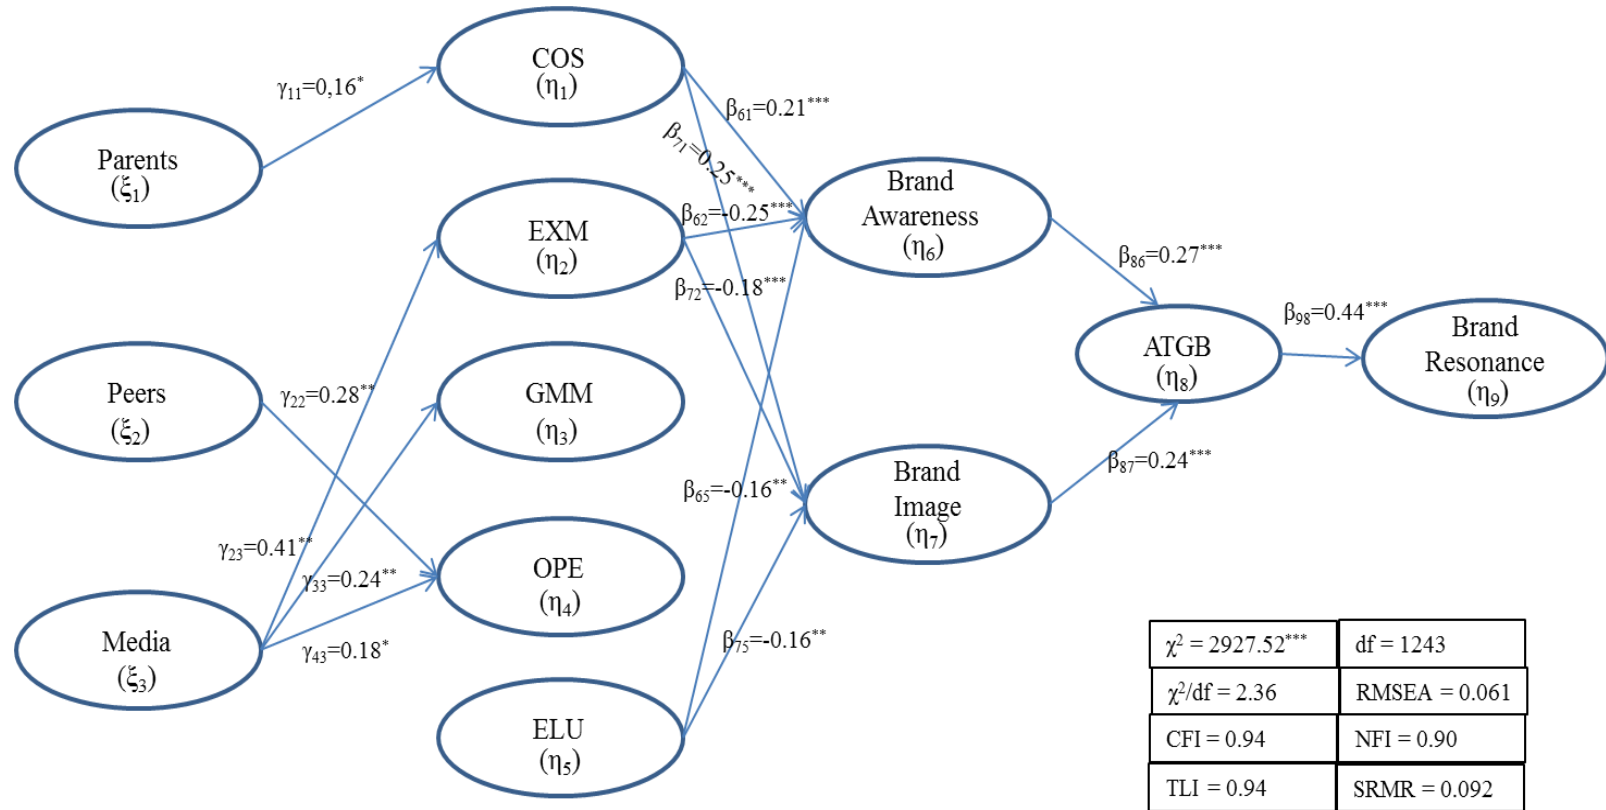 COS
(η₁)
γ₁₁=0,16*
Parents
(ξ₁)
β₆₁=0.21***
β₇₁=0.25***
Brand
Awareness
(η₆)
EXM
(η₂)
β₆₂=-0.25***
β₇₂=-0.18***
β₈₆=0.27***
ATGB
(η₈)
β₉₈=0.44***
Brand
Resonance
(η₉)
Peers
(ξ₂)
γ₂₂=0.28**
GMM
(η₃)
β₆₅=-0.16**
Brand
Image
(η₇)
β₈₇=0.24***
γ₂₃=0.41**
γ₃₃=0.24**
OPE
(η₄)
Media
(ξ₃)
γ₄₃=0.18*
β₇₅=-0.16**
ELU
(η₅)
χ² = 2927.52*** df = 1243
χ²/df = 2.36 RMSEA = 0.061
CFI = 0.94 NFI = 0.90
TLI = 0.94 SRMR = 0.092